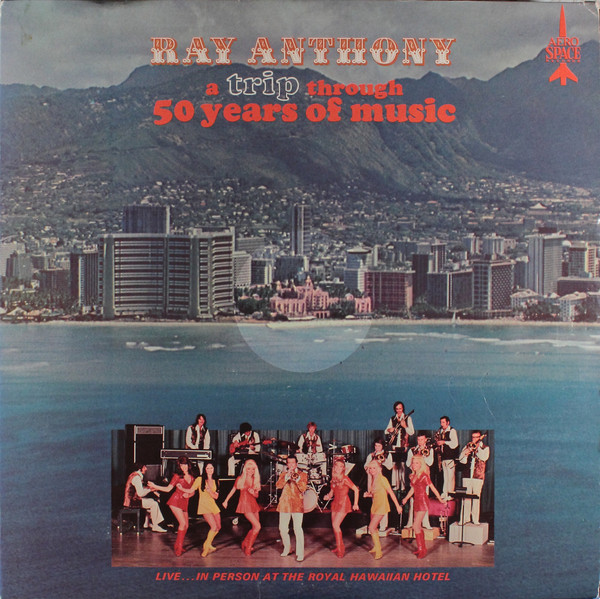 RAY ANTHONY
AERO
SPACE
a trip through
50 years of music
LIVE...IN PERSON AT THE ROYAL HAWAIIAN HOTEL